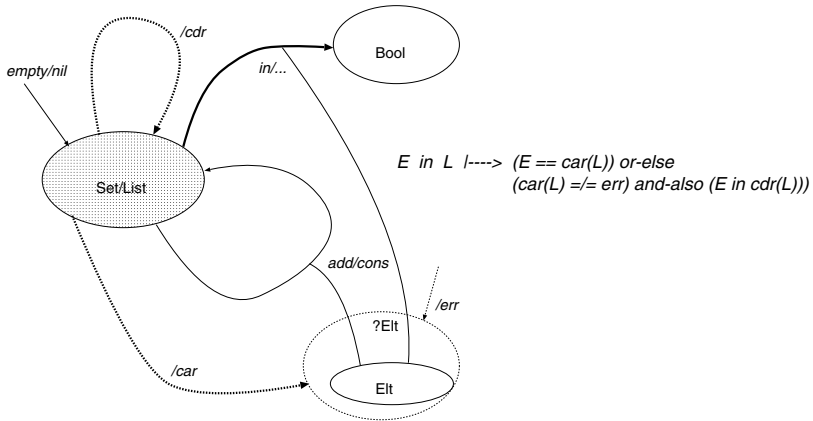 /cdr
empty/nil
in/...
Bool
E in L |----> (E == car(L)) or-else
(car(L) =/= err) and-also (E in cdr(L)))
Set/List
add/cons
/err
?Elt
/car
Elt